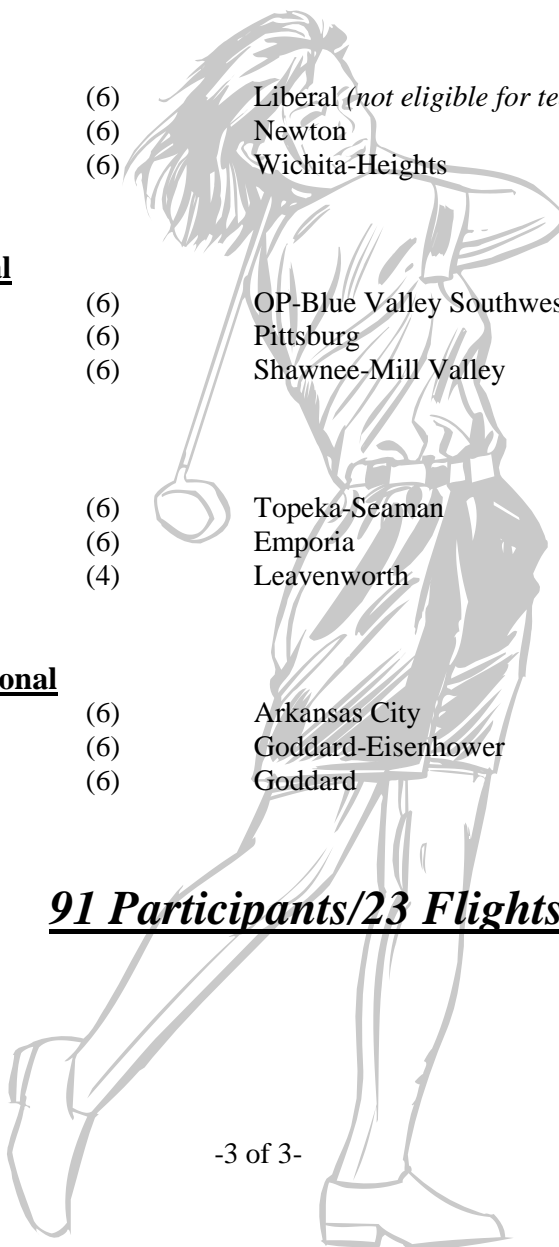 (6) Liberal (not eligible for te
(6) Newton
(6) Wichita-Heights
al
(6) OP-Blue Valley Southwes
(6) Pittsburg
(6) Shawnee-Mill Valley
(6) Topeka-Seaman
(6) Emporia
(4) Leavenworth
onal
(6) Arkansas City
(6) Goddard-Eisenhower
(6) Goddard
91 Participants/23 Flights
-3 of 3-